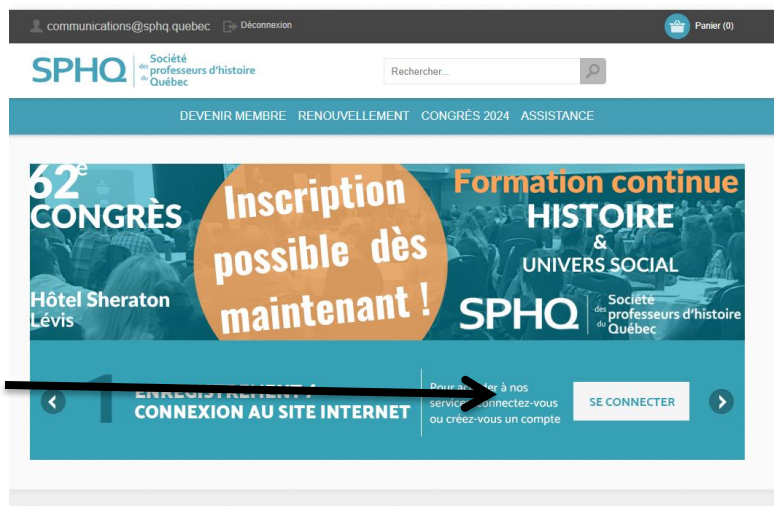 communications@sphq.quebec Déconnexion Panier (0)
SPHQ
Société
des professeurs d'histoire
du Québec
Rechercher...
DEVENIR MEMBRE RENOUVELLEMENT CONGRÈS 2024 ASSISTANCE
62e
CONGRÈS
Hôtel Sheraton
Lévis
Inscription
possible dès
maintenant !
Formation continue
HISTOIRE
&
UNIVERS SOCIAL
SPHQ
Société
des professeurs d'histoire
du Québec
1
ENREGISTREMENT /
CONNEXION AU SITE INTERNET
Pour accéder à nos
services connectez-vous
ou créez-vous un compte
SE CONNECTER